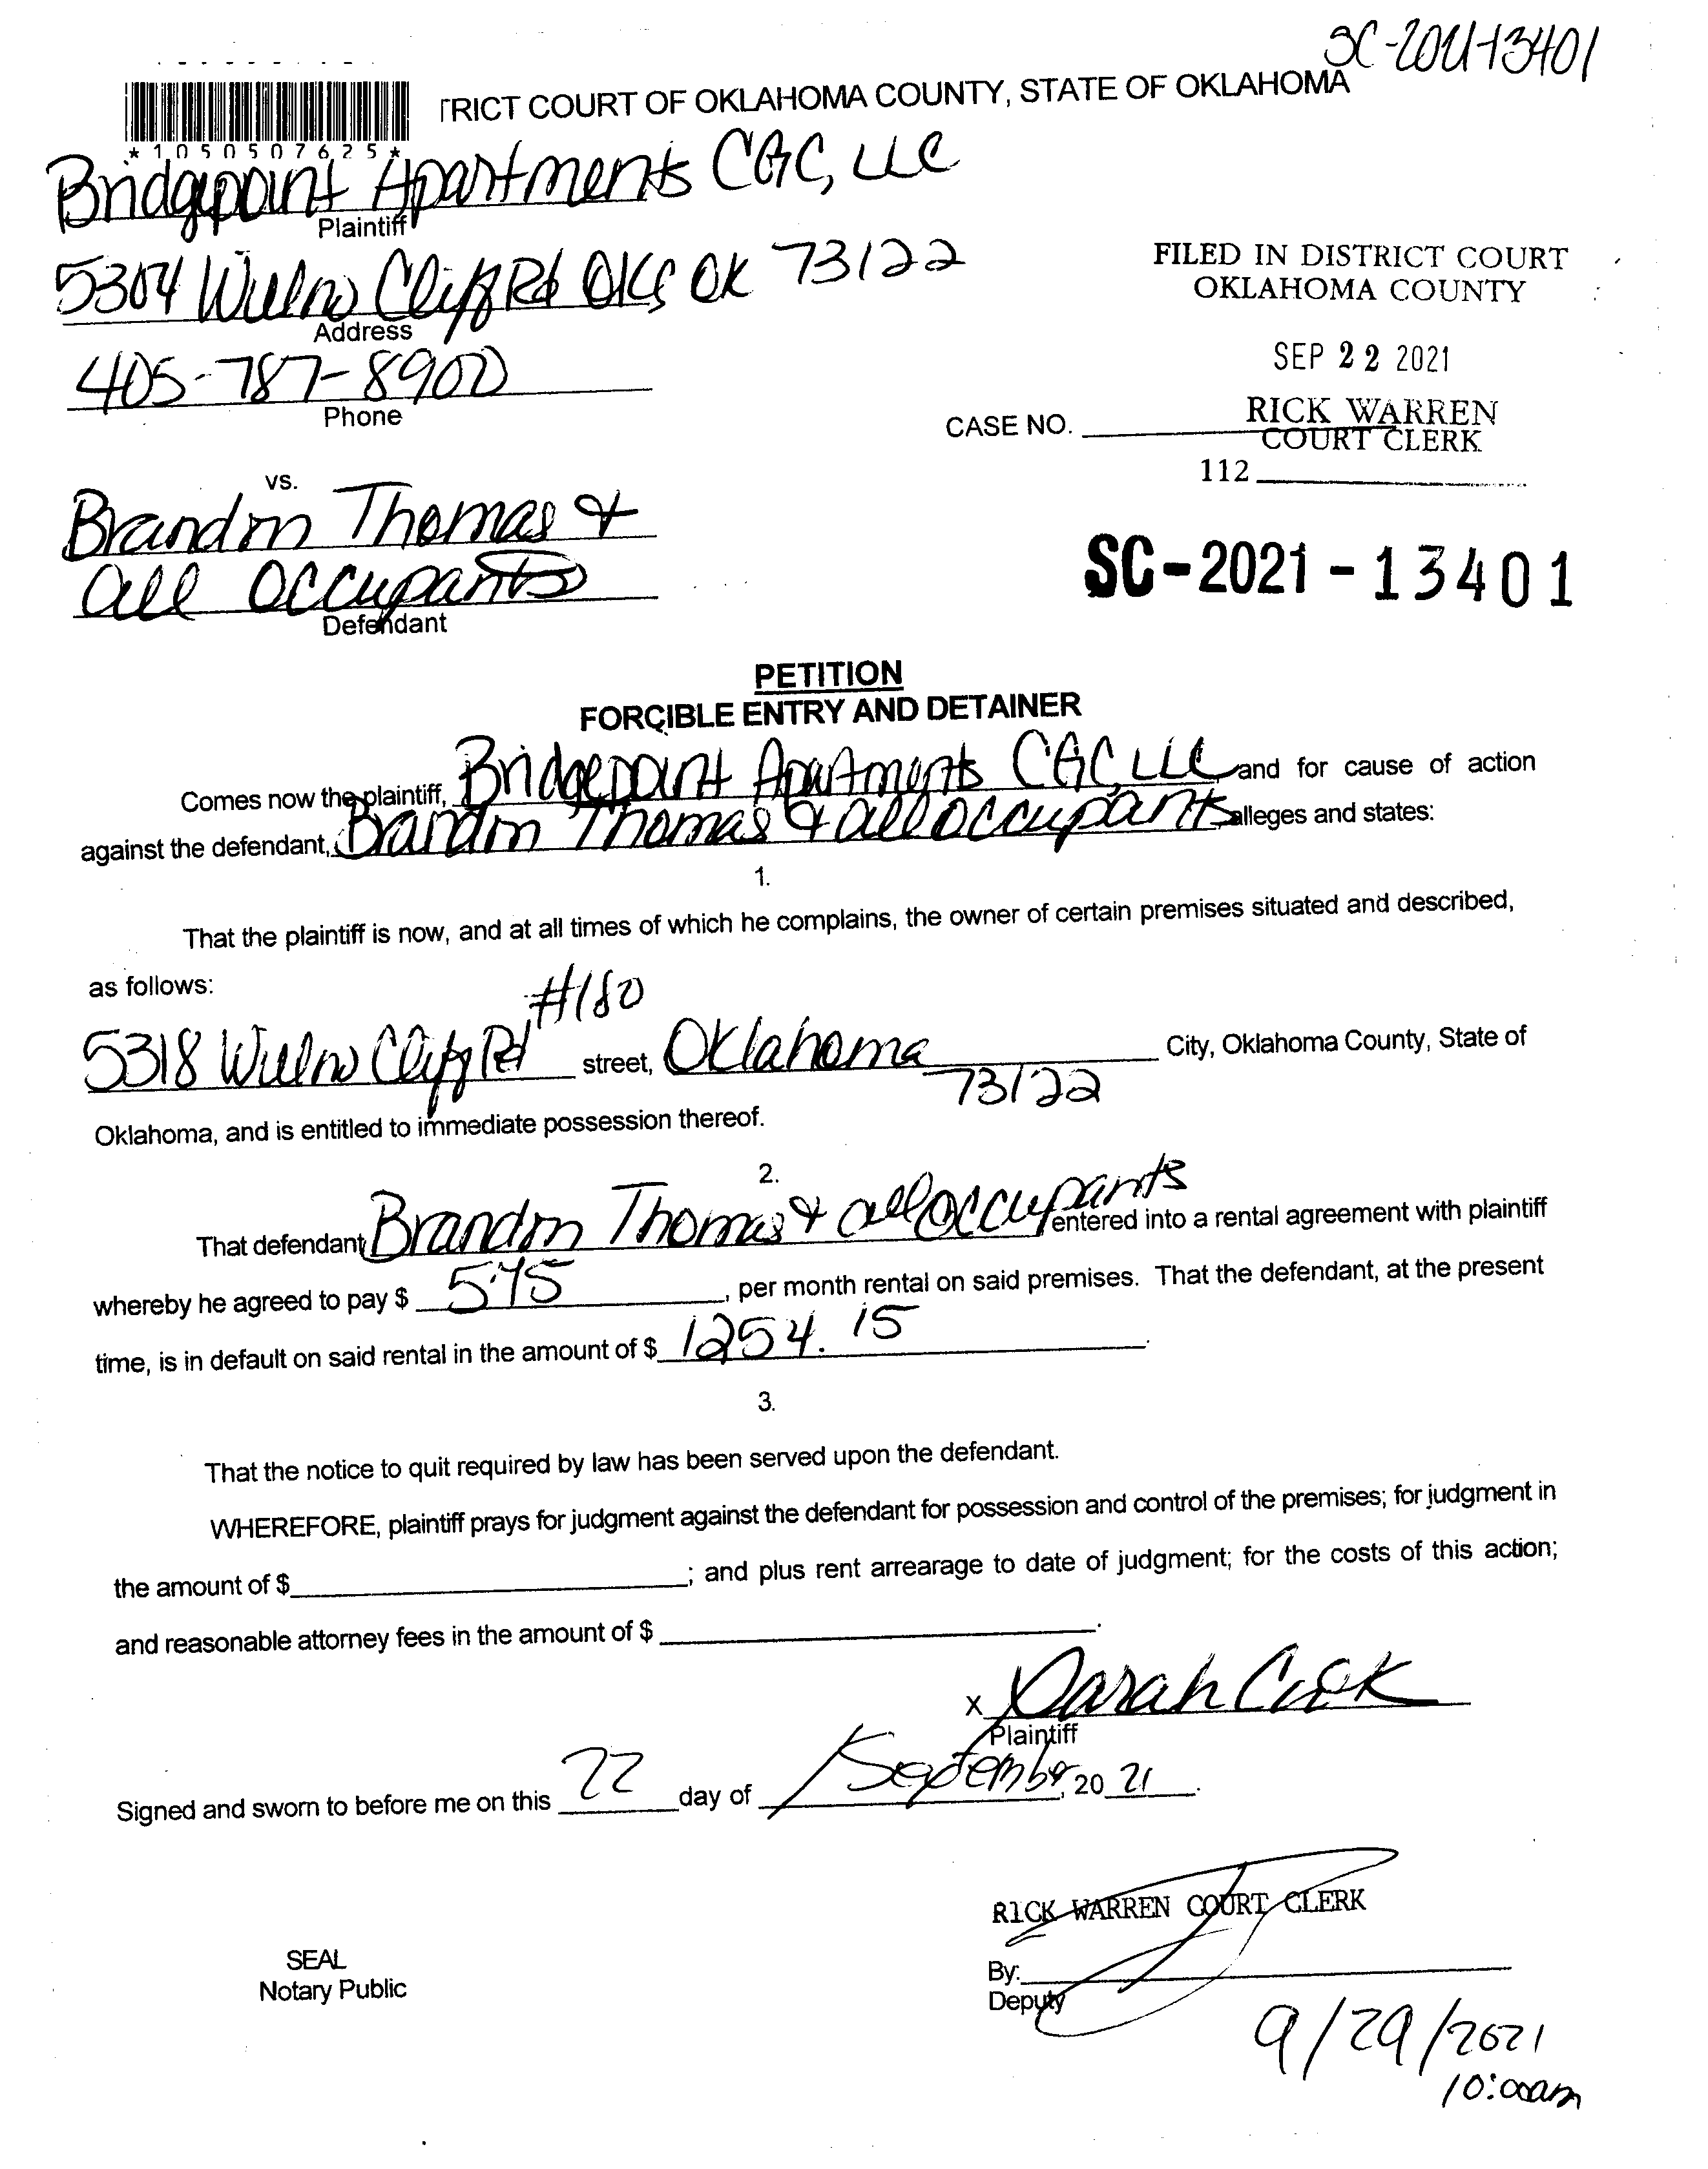 SC-2021-13401
TRICT COURT OF OKLAHOMA COUNTY, STATE OF OKLAHOMA
*1050507625*
Bridgepoint Apartments CGC, LLC
Plaintiff
5304 Willow Cliff Rd OKC OK 73122
Address
405-787-8900
Phone
FILED IN DISTRICT COURT
OKLAHOMA COUNTY
SEP 22 2021
RICK WARREN
COURT CLERK
CASE NO.
112
vs.
Brandon Thomas &
all occupants
Defendant
SC-2021-13401
PETITION
FORCIBLE ENTRY AND DETAINER
Comes now the plaintiff, Bridgepoint Apartments CGC, LLC and for cause of action
against the defendant, Brandon Thomas & all occupants alleges and states:
1.
That the plaintiff is now, and at all times of which he complains, the owner of certain premises situated and described,
as follows:
#180
5318 Willow Cliff Rd street, Oklahoma City, Oklahoma County, State of
73122
Oklahoma, and is entitled to immediate possession thereof.
2.
That defendant Brandon Thomas & all occupants entered into a rental agreement with plaintiff
whereby he agreed to pay $ 575, per month rental on said premises. That the defendant, at the present
time, is in default on said rental in the amount of $ 1254.15.
3.
That the notice to quit required by law has been served upon the defendant.
WHEREFORE, plaintiff prays for judgment against the defendant for possession and control of the premises; for judgment in
the amount of $ ; and plus rent arrearage to date of judgment; for the costs of this action;
and reasonable attorney fees in the amount of $ .
x Sarah Cook
Plaintiff
Signed and sworn to before me on this 22 day of September, 20 21.
RICK WARREN COURT CLERK
SEAL
Notary Public
By:
Deputy
9/29/2021
10:00am